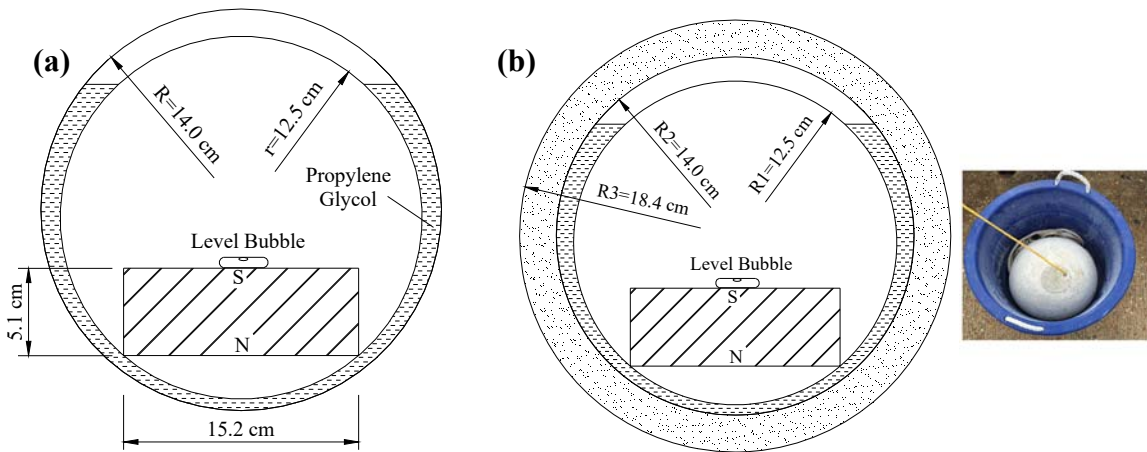 (a)
R=14.0 cm
r=12.5 cm
Propylene
Glycol
Level Bubble
S
N
5.1 cm
15.2 cm
(b)
R2=14.0 cm
R1=12.5 cm
R3=18.4 cm
Level Bubble
S
N